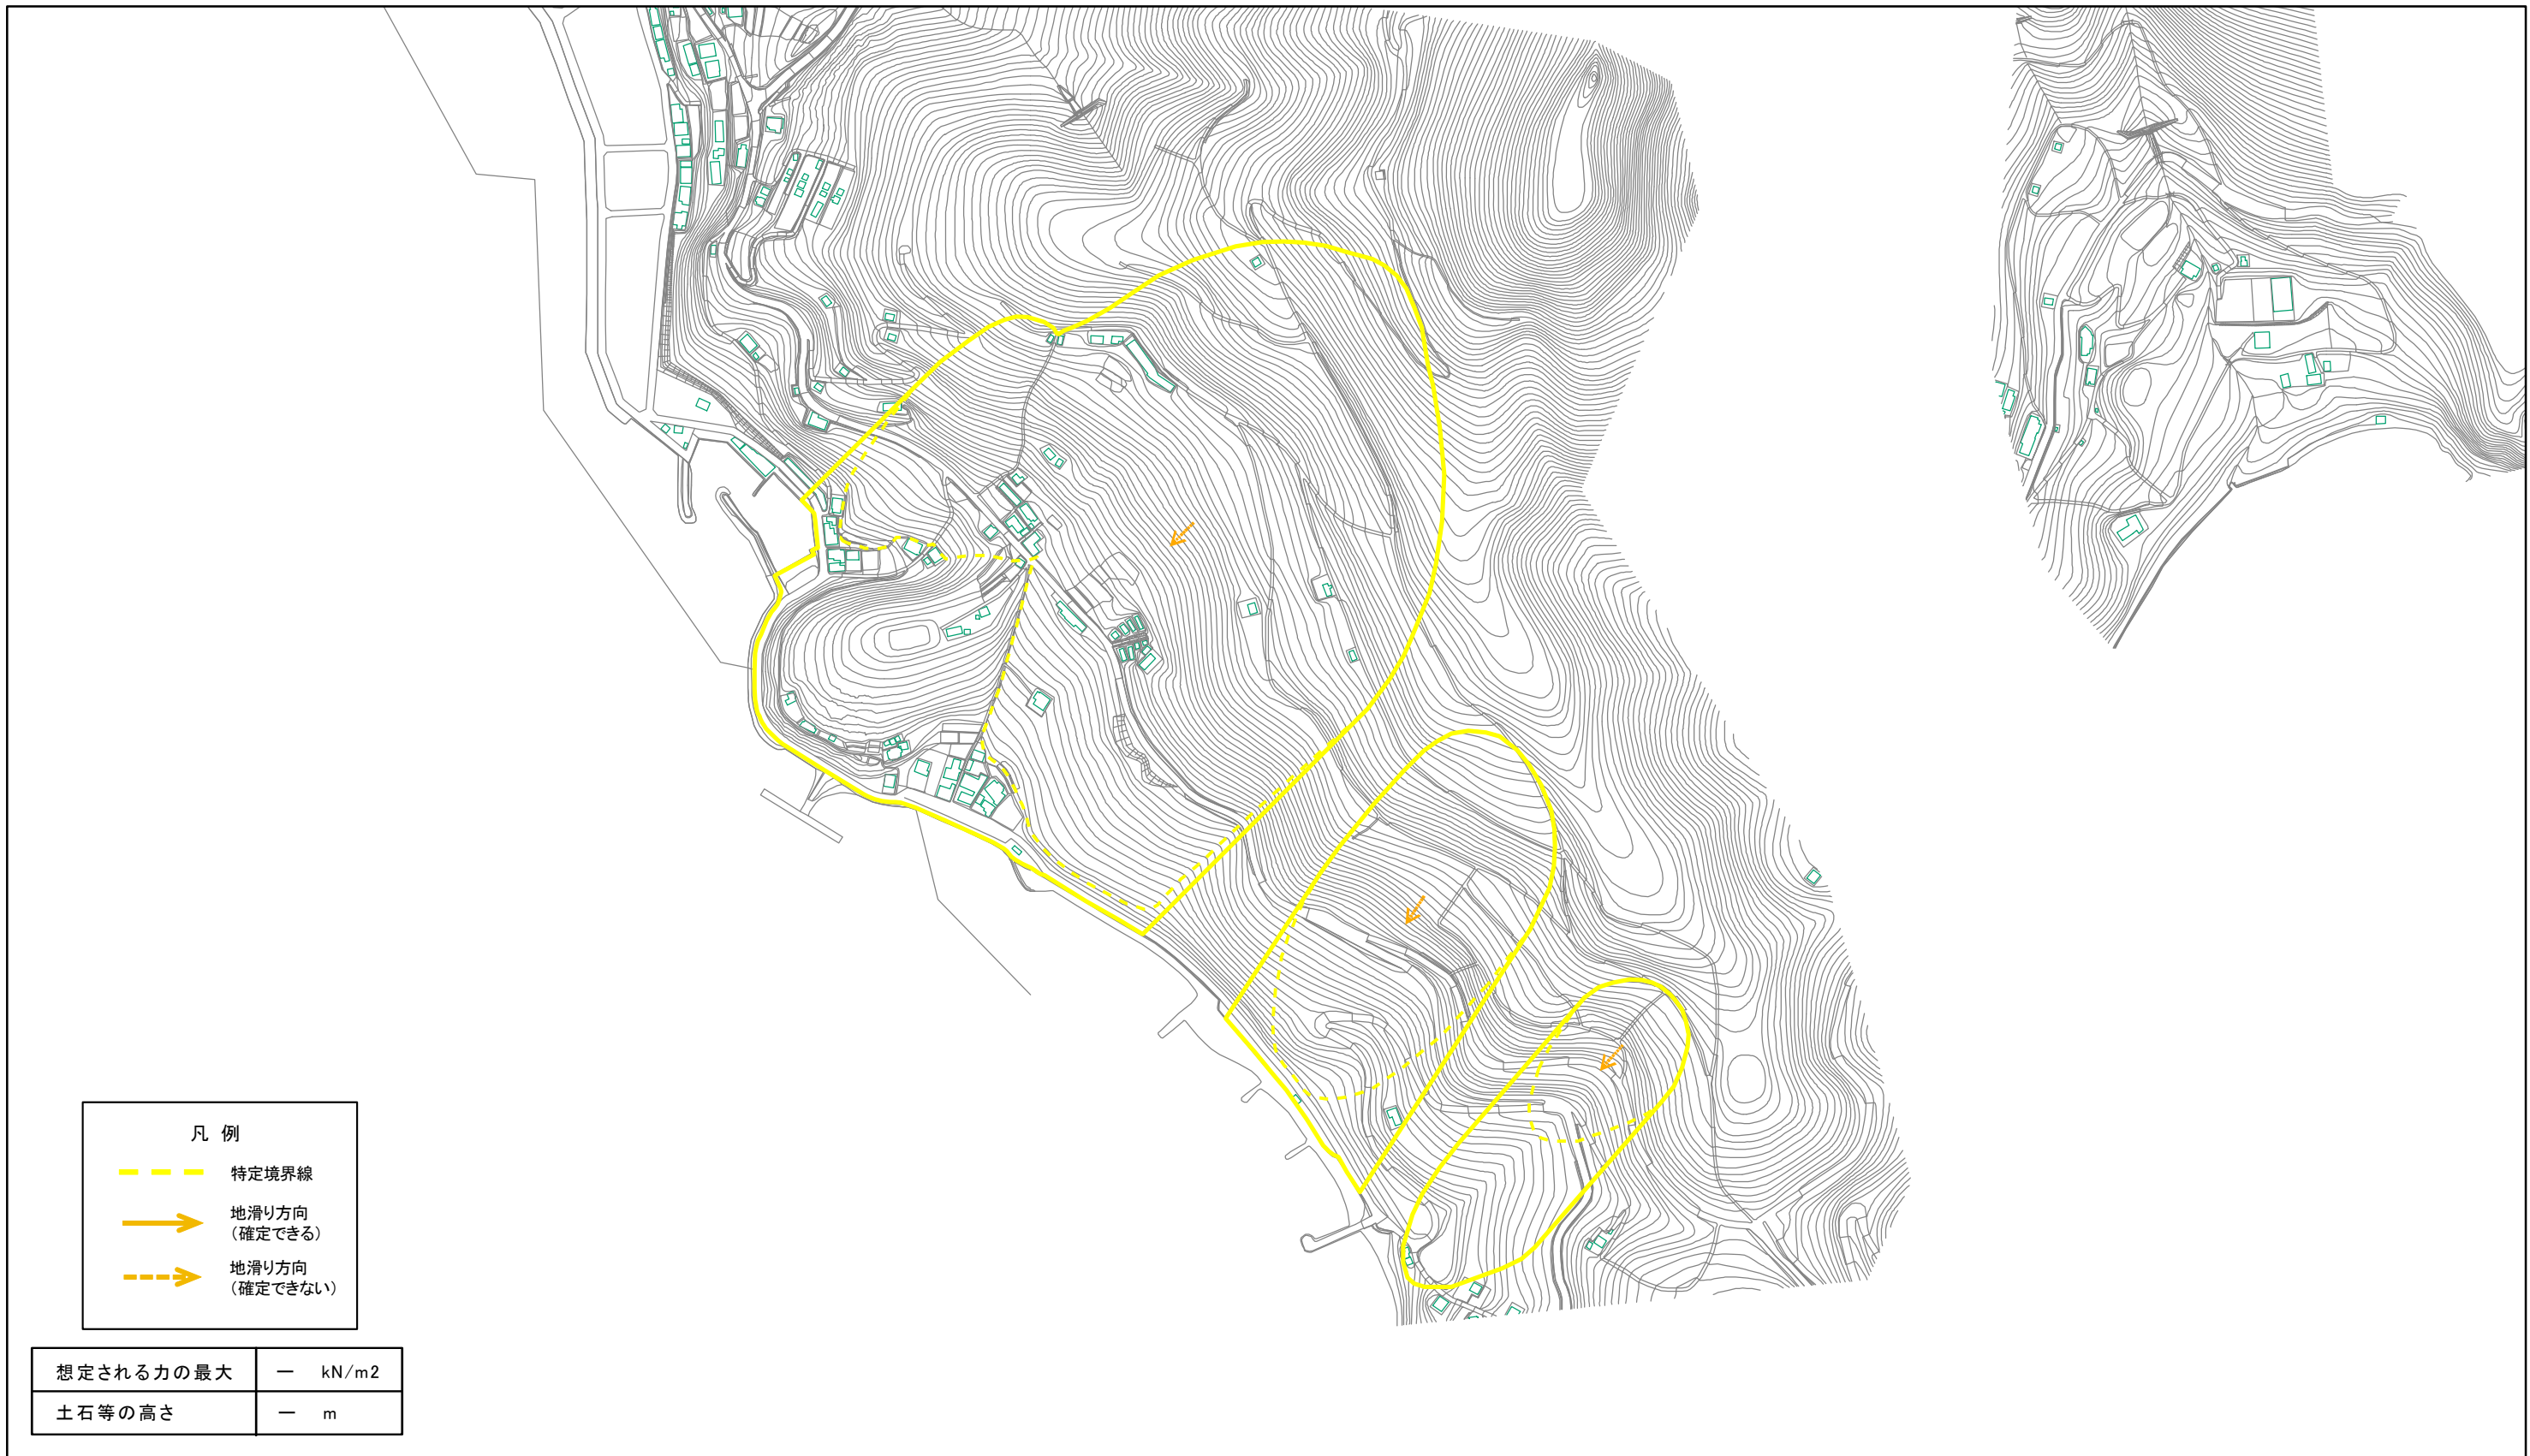 凡 例
特定境界線
地滑り方向
（確定できる）
地滑り方向
（確定できない）
想定される力の最大 － kN/m2
土石等の高さ － m